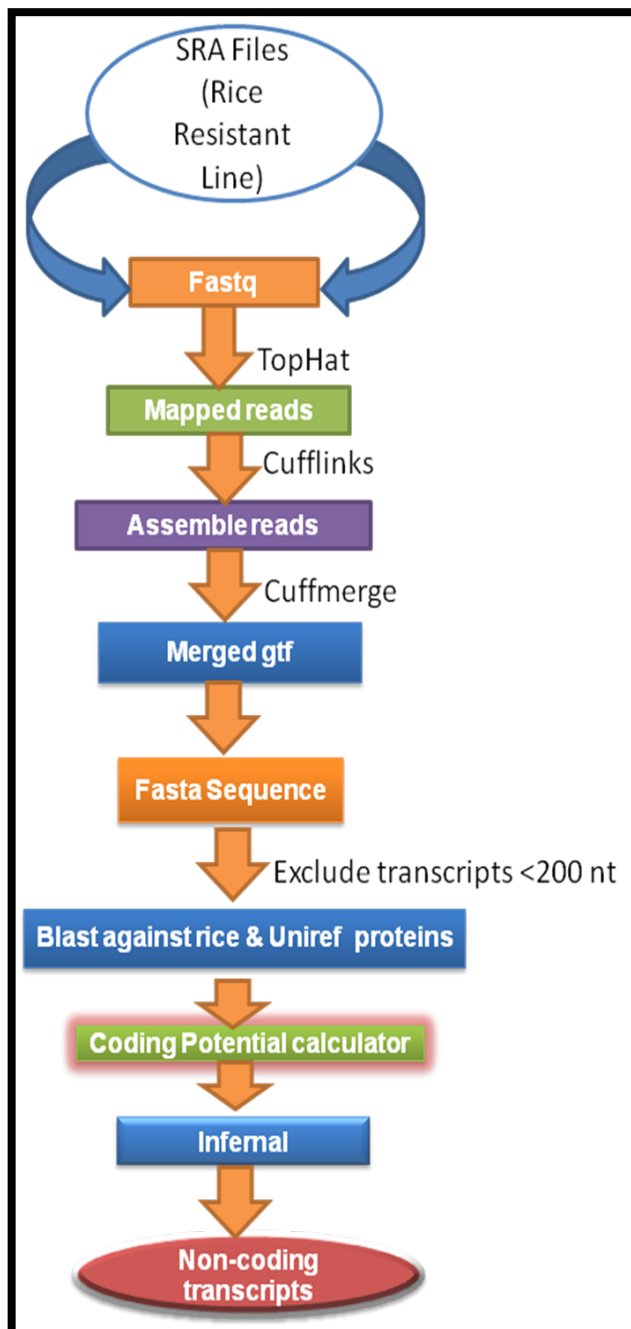 SRA Files
(Rice
Resistant
Line)
Fastq
TopHat
Mapped reads
Cufflinks
Assemble reads
Cuffmerge
Merged gtf
Fasta Sequence
Exclude transcripts <200 nt
Blast against rice & Uniref proteins
Coding Potential calculator
Infernal
Non-coding
transcripts